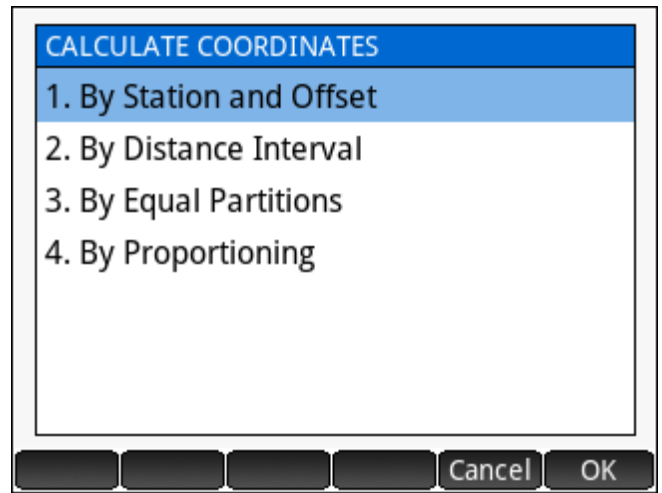 CALCULATE COORDINATES
1. By Station and Offset
2. By Distance Interval
3. By Equal Partitions
4. By Proportioning
Cancel OK